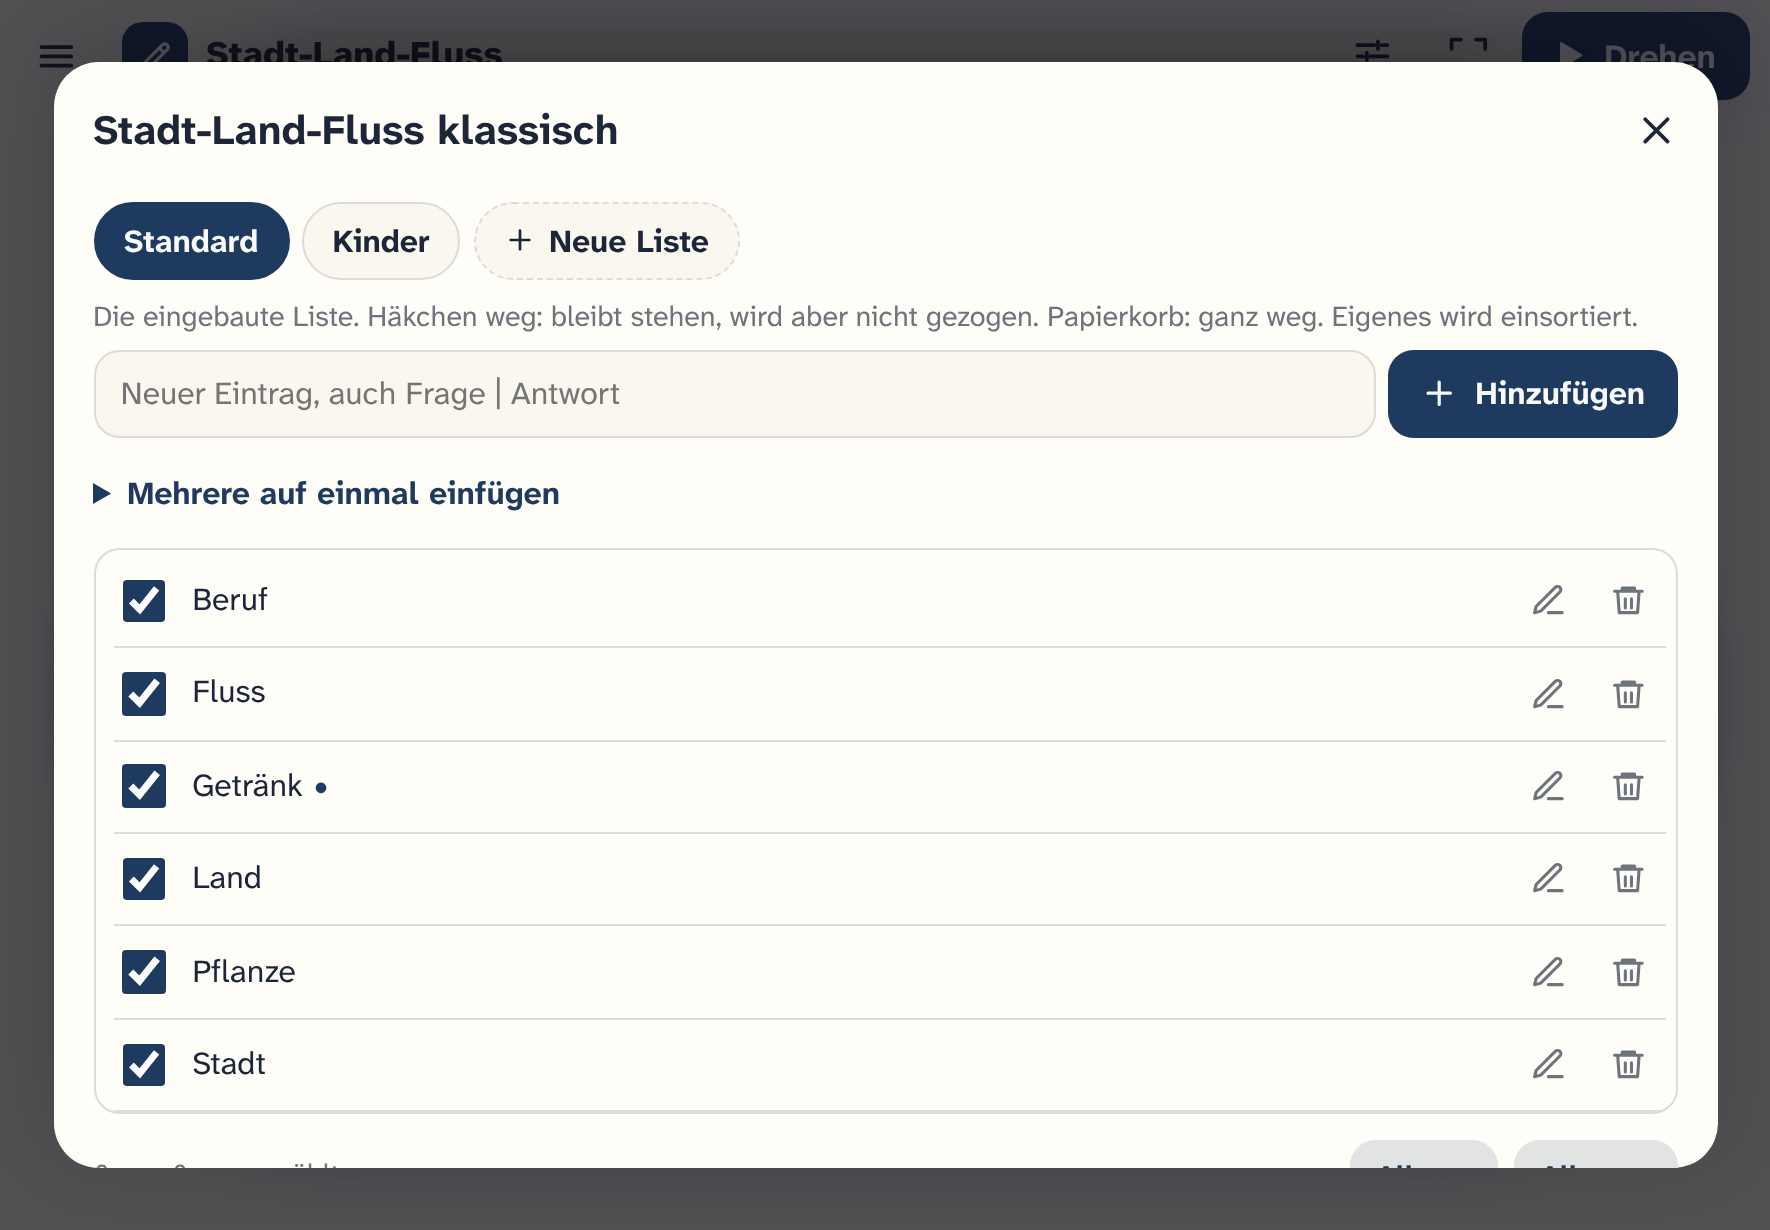 Stadt-Land-Fluss
Drehen
Stadt-Land-Fluss klassisch
Standard
Kinder
+ Neue Liste
Die eingebaute Liste. Häkchen weg: bleibt stehen, wird aber nicht gezogen. Papierkorb: ganz weg. Eigenes wird einsortiert.
Neuer Eintrag, auch Frage | Antwort
+ Hinzufügen
Mehrere auf einmal einfügen
Beruf
Fluss
Getränk •
Land
Pflanze
Stadt